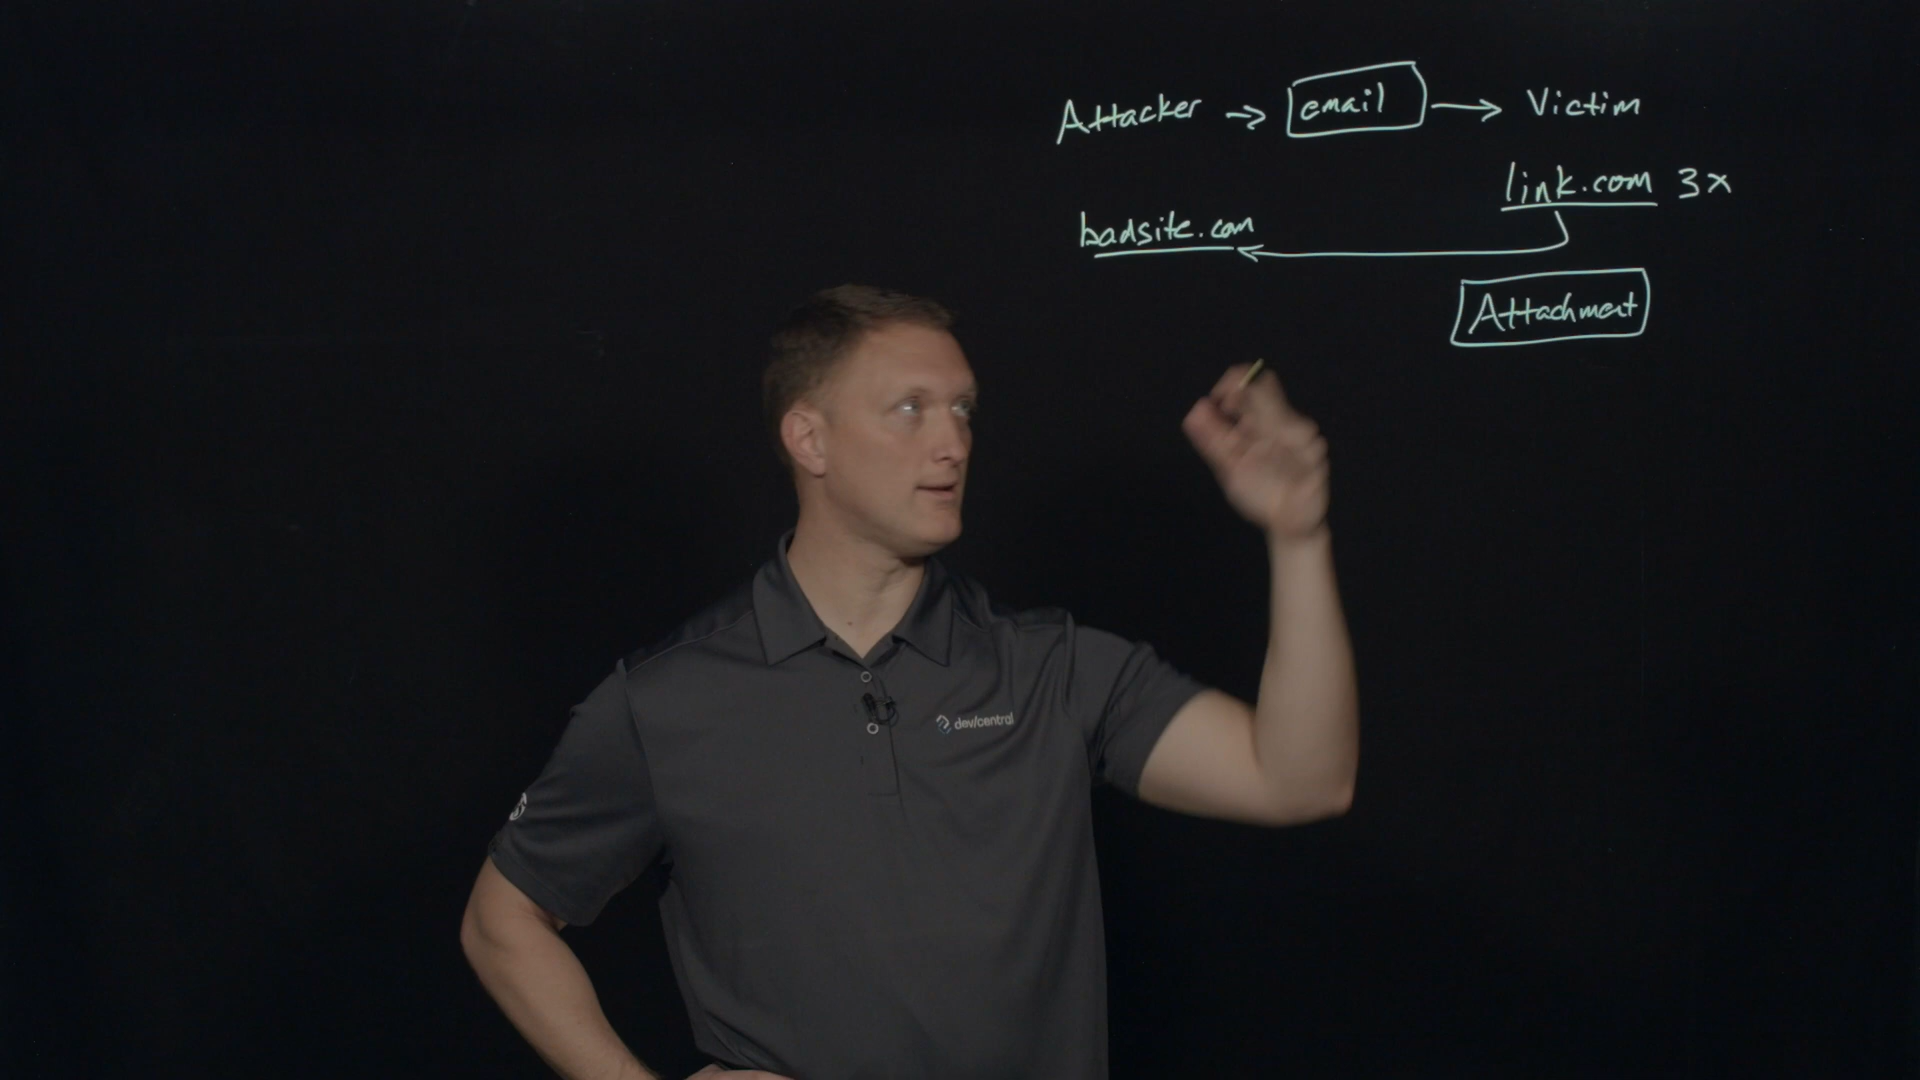 Attacker → email → Victim
link.com 3x
badsite.com
Attachment
dev/central